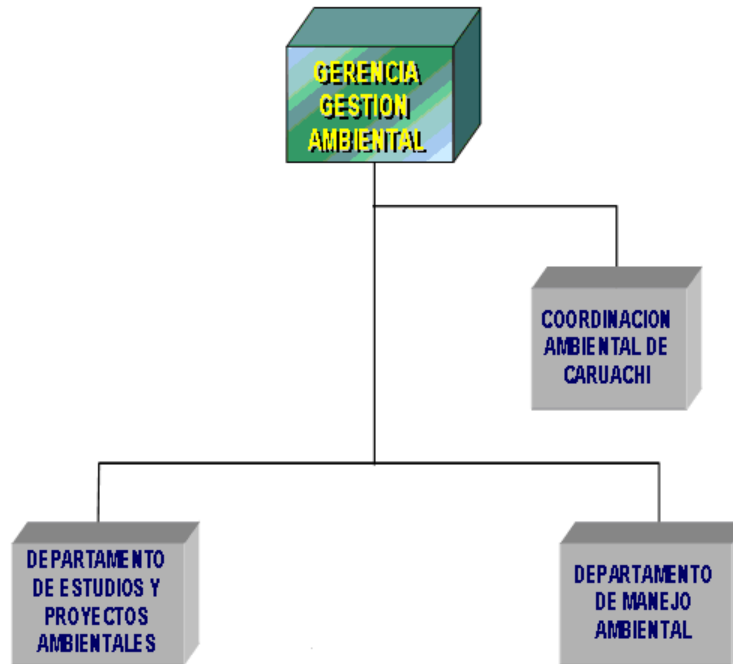 GERENCIA
GESTION
AMBIENTAL
COORDINACION
AMBIENTAL DE
CARUACHI
DEPARTAMENTO
DE ESTUDIOS Y
PROYECTOS
AMBIENTALES
DEPARTAMENTO
DE MANEJO
AMBIENTAL